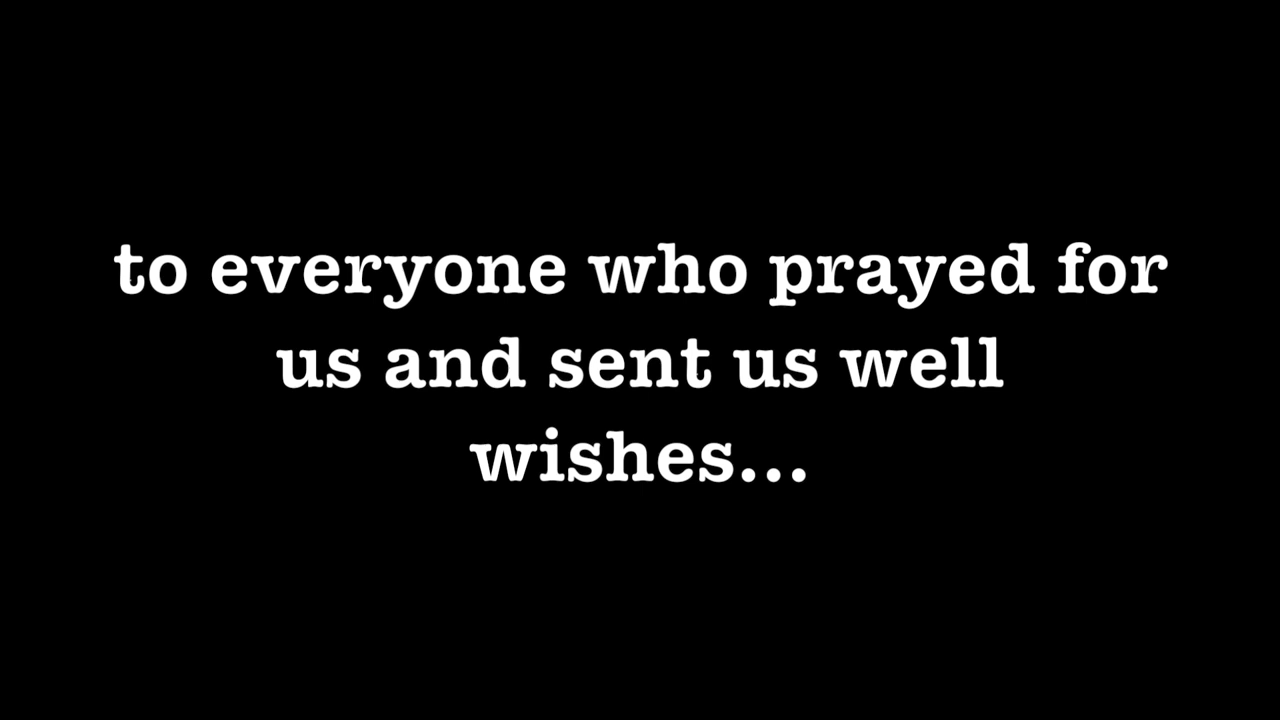 to everyone who prayed for
us and sent us well
wishes...